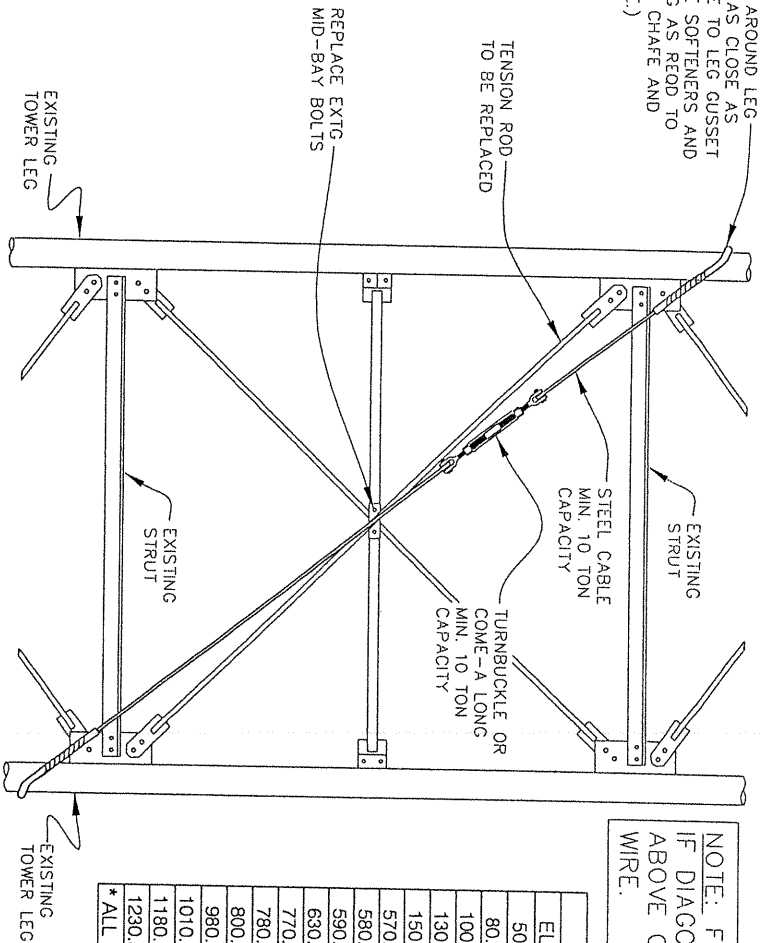 AROUND LEG
AS CLOSE AS
TO LEG GUSSET
SOFTENERS AND
AS REQD TO
CHAFE AND
TENSION ROD
TO BE REPLACED
REPLACE EXTG
MID-BAY BOLTS
EXISTING
TOWER LEG
EXISTING
STRUT
STEEL CABLE
MIN. 10 TON
CAPACITY
TURNBUCKLE OR
COME-A LONG
MIN. 10 TON
CAPACITY
EXISTING
STRUT
EXISTING
TOWER LEG
NOTE: F
IF DIAGO
ABOVE
WIRE.
EL
50
80.
100
130
150
570
580.
590.
630.
770.
780.
800.
980.
1010.
1180.
1230.
* ALL